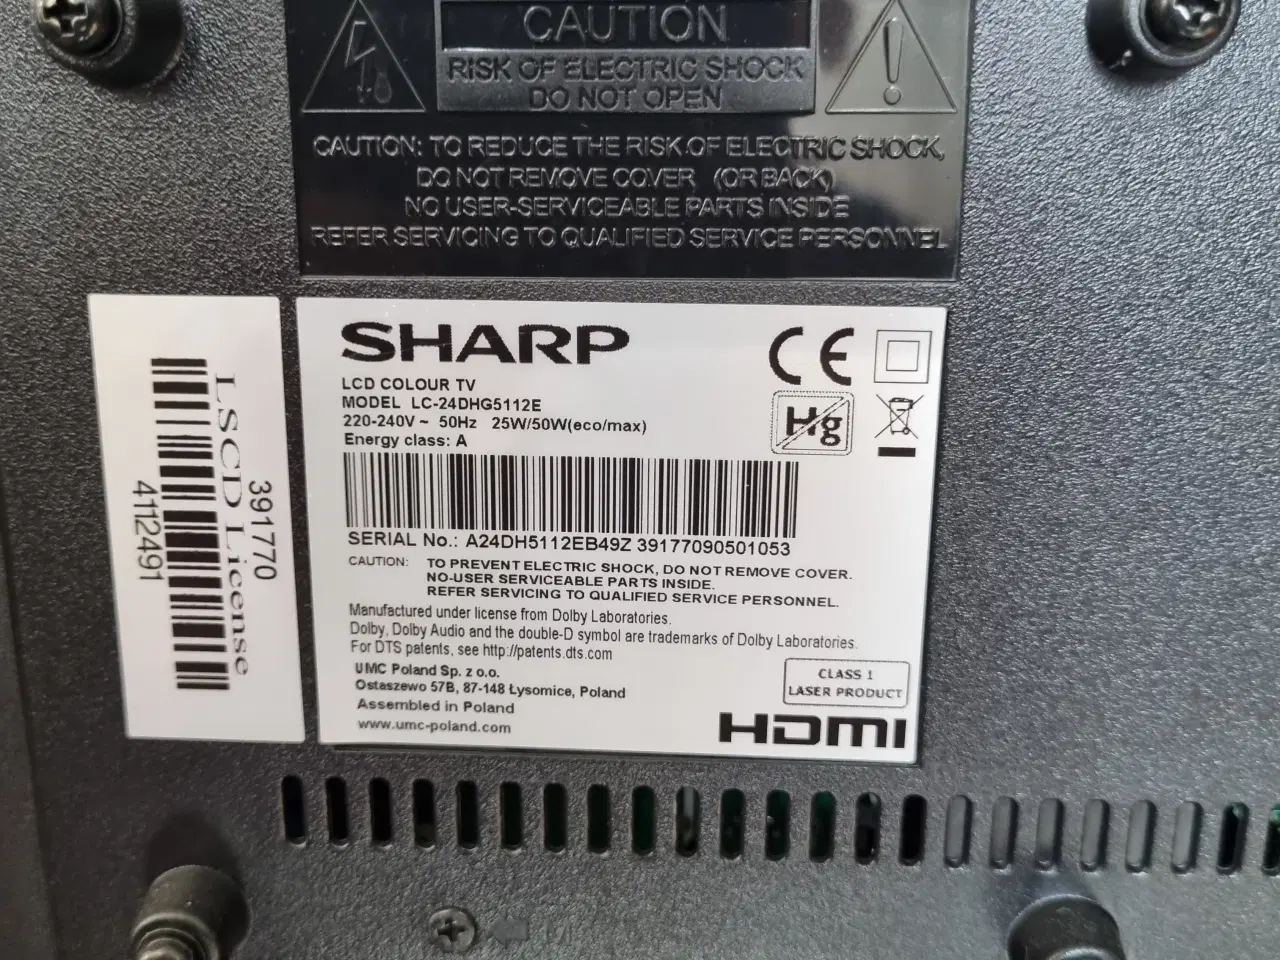 CAUTION
RISK OF ELECTRIC SHOCK
DO NOT OPEN
CAUTION: TO REDUCE THE RISK OF ELECTRIC SHOCK,
DO NOT REMOVE COVER (OR BACK)
NO USER-SERVICEABLE PARTS INSIDE
REFER SERVICING TO QUALIFIED SERVICE PERSONNEL
LSCD License
391770
4112491
SHARP
LCD COLOUR TV
MODEL LC-24DHG5112E
220-240V ~ 50Hz 25W/50W(eco/max)
Energy class: A
CE
Hg
SERIAL No.: A24DH5112EB49Z 39177090501053
CAUTION: TO PREVENT ELECTRIC SHOCK, DO NOT REMOVE COVER.
NO-USER SERVICEABLE PARTS INSIDE.
REFER SERVICING TO QUALIFIED SERVICE PERSONNEL.
Manufactured under license from Dolby Laboratories.
Dolby, Dolby Audio and the double-D symbol are trademarks of Dolby Laboratories.
For DTS patents, see http://patents.dts.com
UMC Poland Sp. z o.o.
Ostaszewo 57B, 87-148 Łysomice, Poland
Assembled in Poland
www.umc-poland.com
CLASS 1
LASER PRODUCT
HDMI